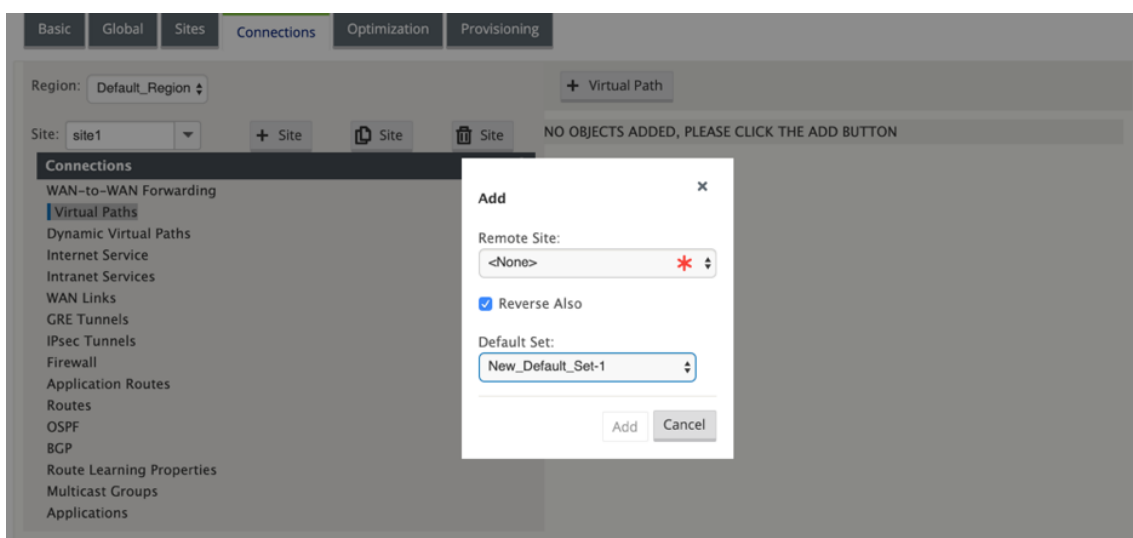 Basic Global Sites Connections Optimization Provisioning
Region: Default_Region
+ Virtual Path
Site: site1 + Site Site Site
NO OBJECTS ADDED, PLEASE CLICK THE ADD BUTTON
Connections
WAN-to-WAN Forwarding
Virtual Paths
Dynamic Virtual Paths
Internet Service
Intranet Services
WAN Links
GRE Tunnels
IPsec Tunnels
Firewall
Application Routes
Routes
OSPF
BGP
Route Learning Properties
Multicast Groups
Applications
Add ×
Remote Site:
<None> *
Reverse Also
Default Set:
New_Default_Set-1
Add Cancel